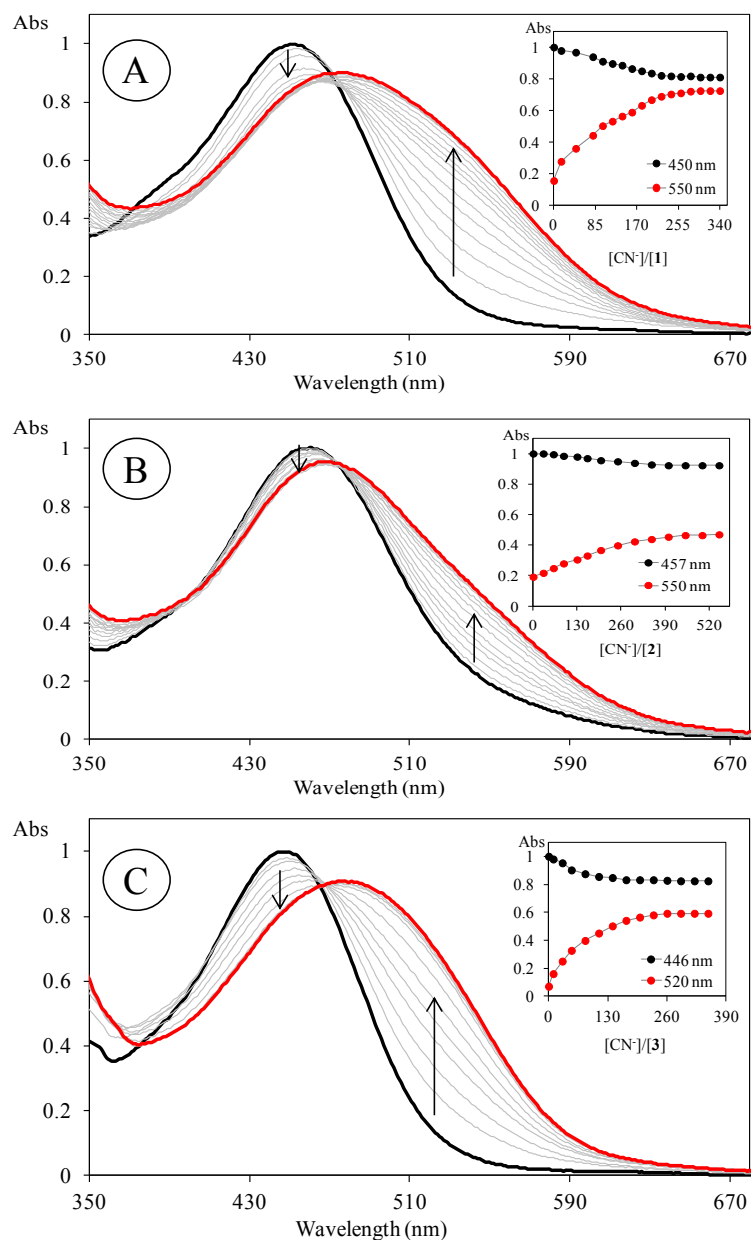 Abs
A
1
0.8
0.6
0.4
0.2
0
350 430 510 590 670
Wavelength (nm)
Abs
1
0.8
0.6
0.4
0.2
0
450 nm
550 nm
0 85 170 255 340
[CN-]/[1]
Abs
B
1
0.8
0.6
0.4
0.2
0
350 430 510 590 670
Wavelength (nm)
Abs
1
0.8
0.6
0.4
0.2
0
457 nm
550 nm
0 130 260 390 520
[CN-]/[2]
Abs
C
1
0.8
0.6
0.4
0.2
0
350 430 510 590 670
Wavelength (nm)
Abs
1
0.8
0.6
0.4
0.2
0
446 nm
520 nm
0 130 260 390
[CN-]/[3]